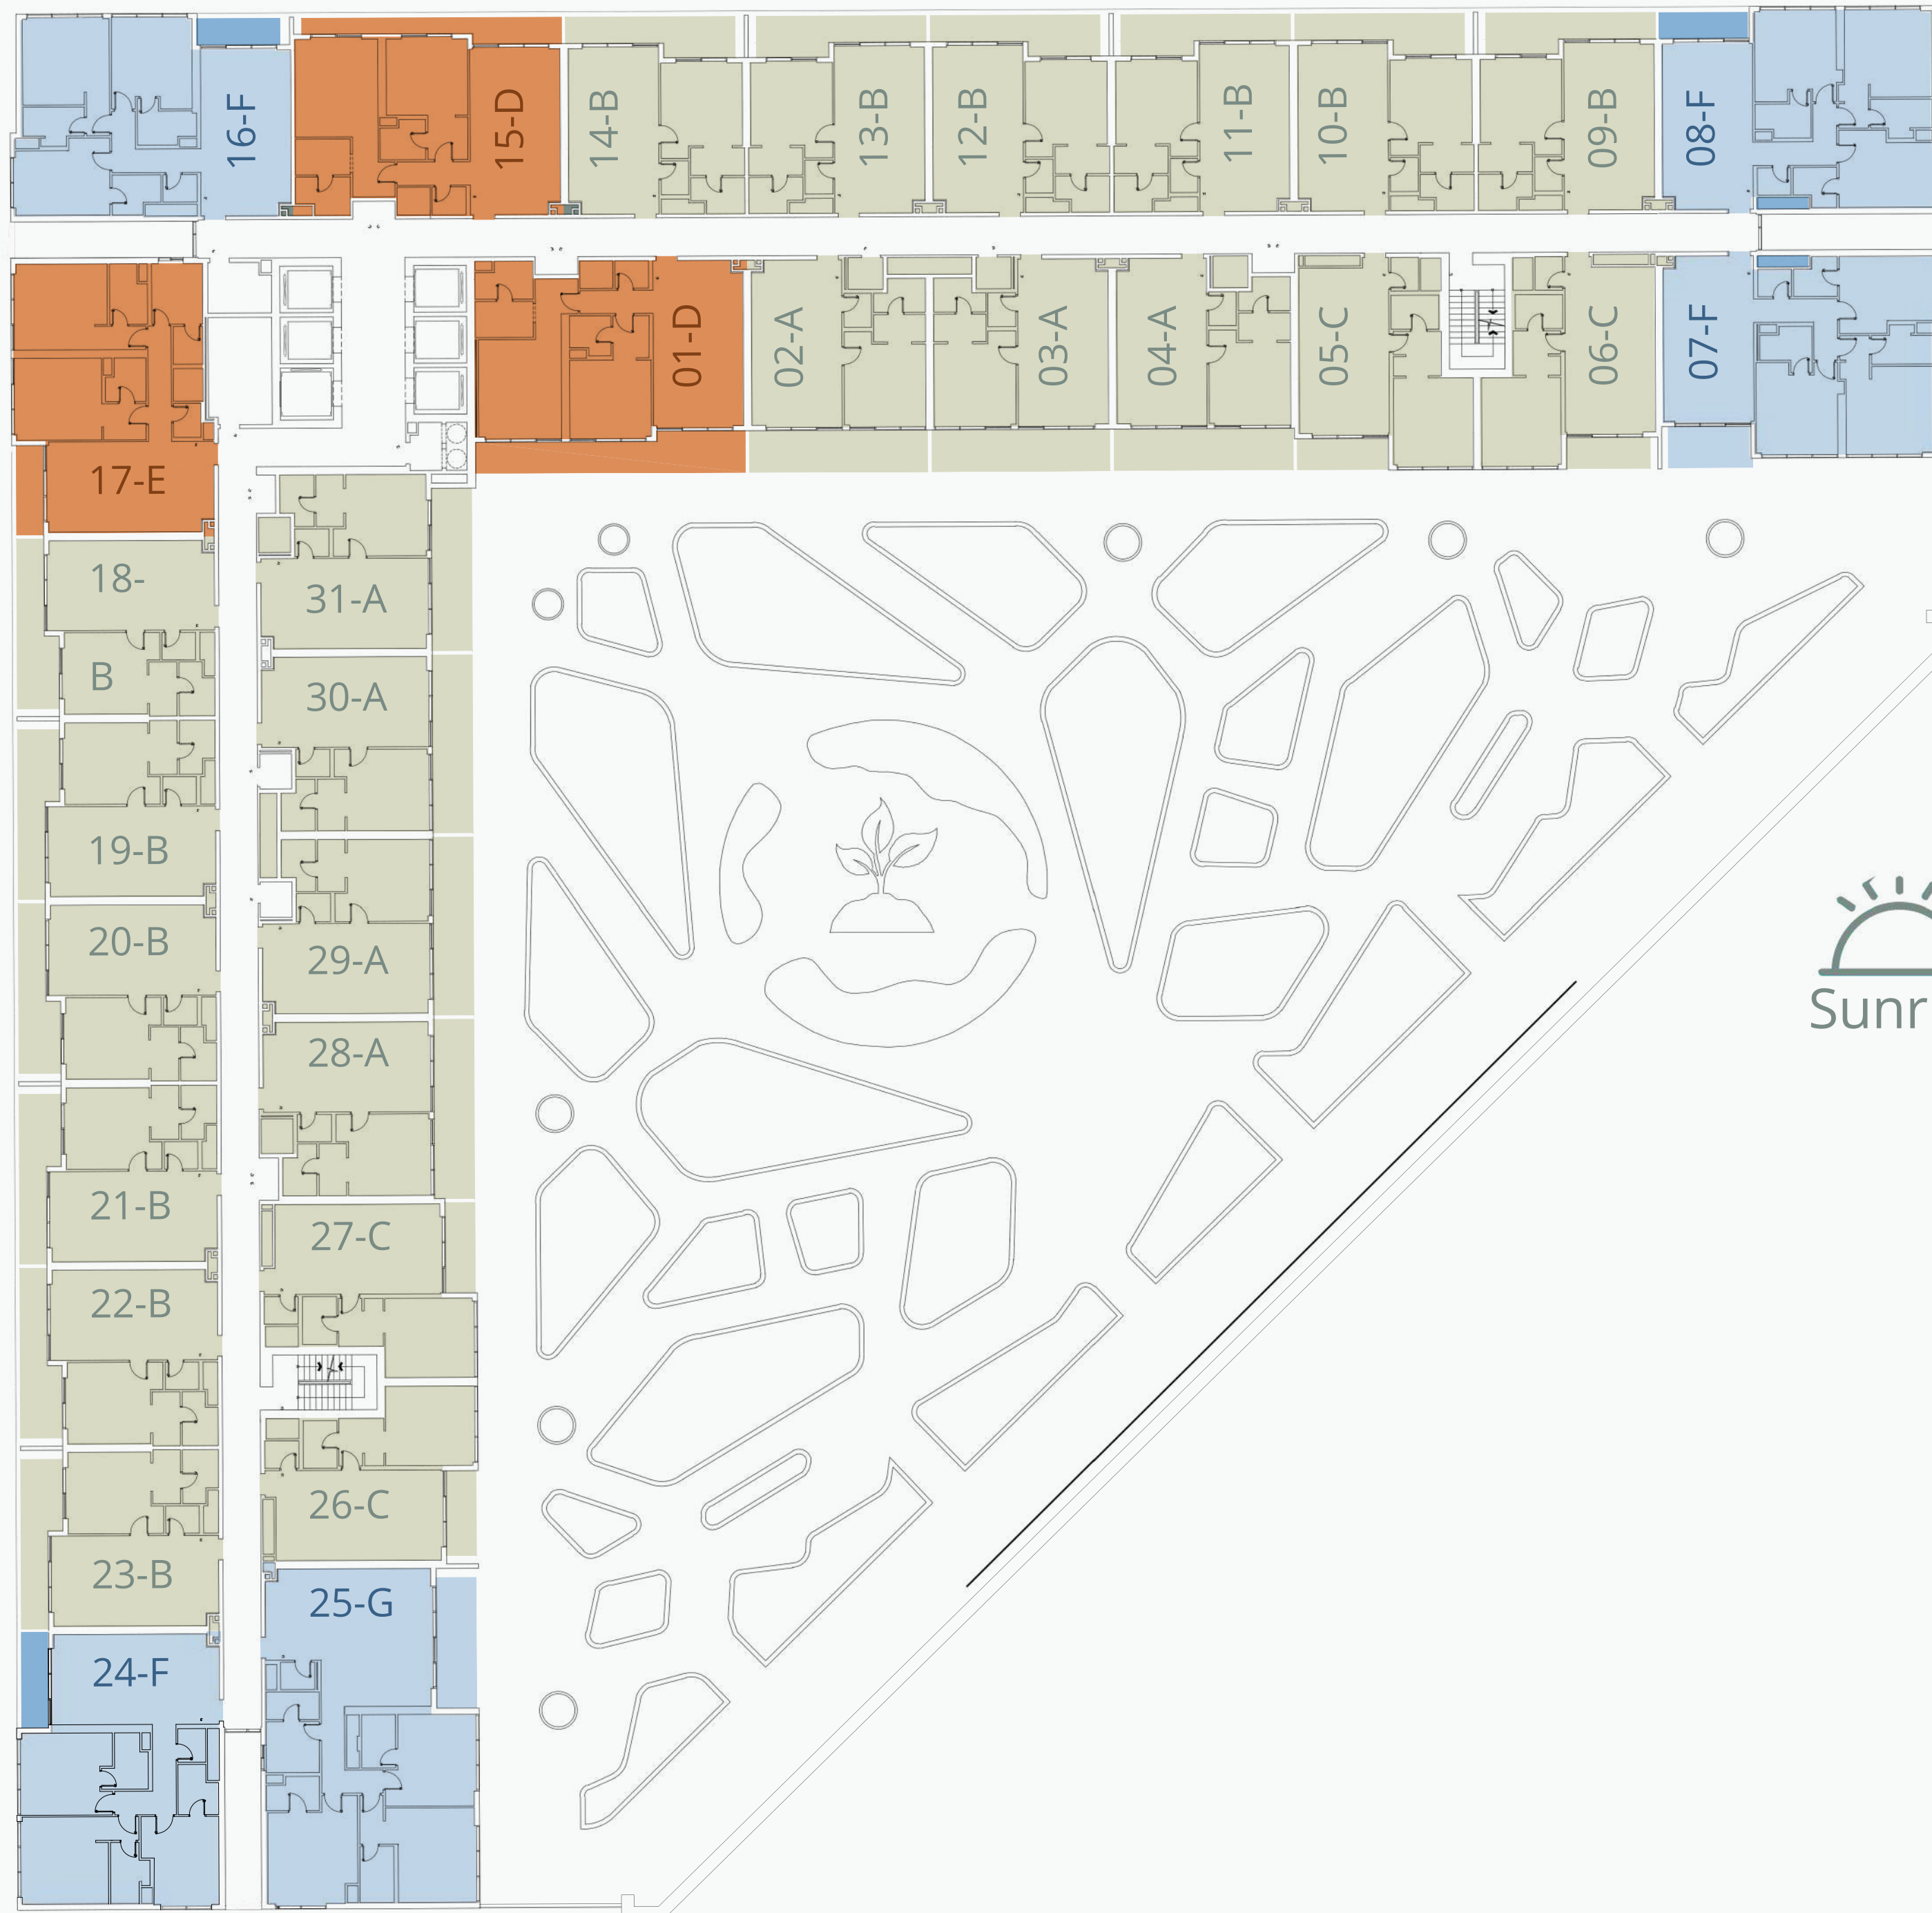 16-F
15-D
14-B
13-B
12-B
11-B
10-B
09-B
08-F
01-D
02-A
03-A
04-A
05-C
06-C
07-F
17-E
18-
B
31-A
30-A
19-B
20-B
29-A
28-A
21-B
27-C
22-B
26-C
23-B
25-G
24-F
Sunr